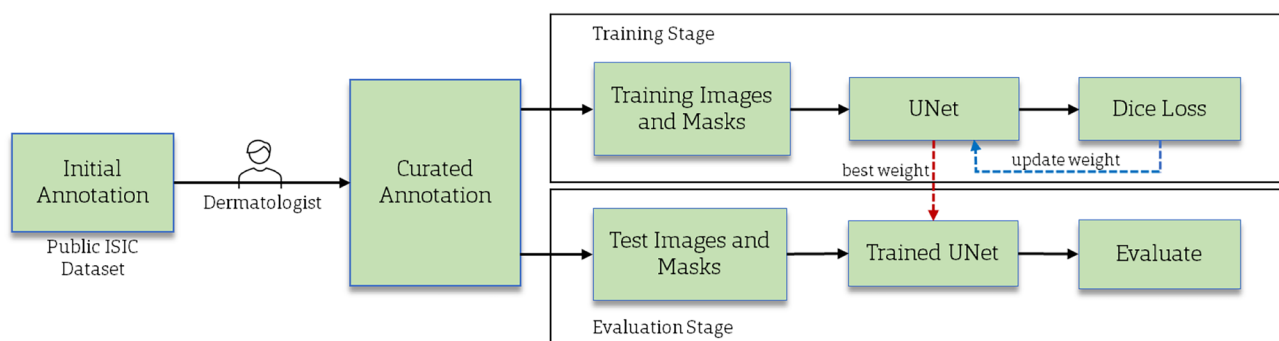 Training Stage
Training Images
and Masks
UNet
Dice Loss
update weight
best weight
Initial
Annotation
Dermatologist
Public ISIC
Dataset
Curated
Annotation
Test Images and
Masks
Trained UNet
Evaluate
Evaluation Stage